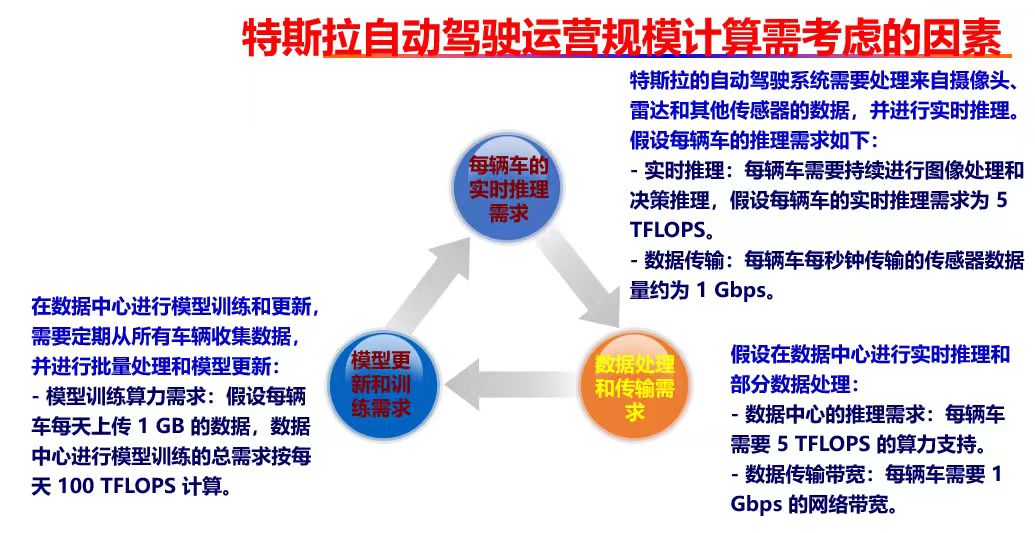 特斯拉自动驾驶运营规模计算需考虑的因素
特斯拉的自动驾驶系统需要处理来自摄像头、
雷达和其他传感器的数据，并进行实时推理。
假设每辆车的推理需求如下：
- 实时推理：每辆车需要持续进行图像处理和
决策推理，假设每辆车的实时推理需求为 5
TFLOPS。
- 数据传输：每辆车每秒钟传输的传感器数据
量约为 1 Gbps。
每辆车的
实时推理
需求
在数据中心进行模型训练和更新，
需要定期从所有车辆收集数据，
并进行批量处理和模型更新：
- 模型训练算力需求：假设每辆
车每天上传 1 GB 的数据，数据
中心进行模型训练的总需求按每
天 100 TFLOPS 计算。
模型更
新和训
练需求
数据处理
和传输需
求
假设在数据中心进行实时推理和
部分数据处理：
- 数据中心的推理需求：每辆车
需要 5 TFLOPS 的算力支持。
- 数据传输带宽：每辆车需要 1
Gbps 的网络带宽。